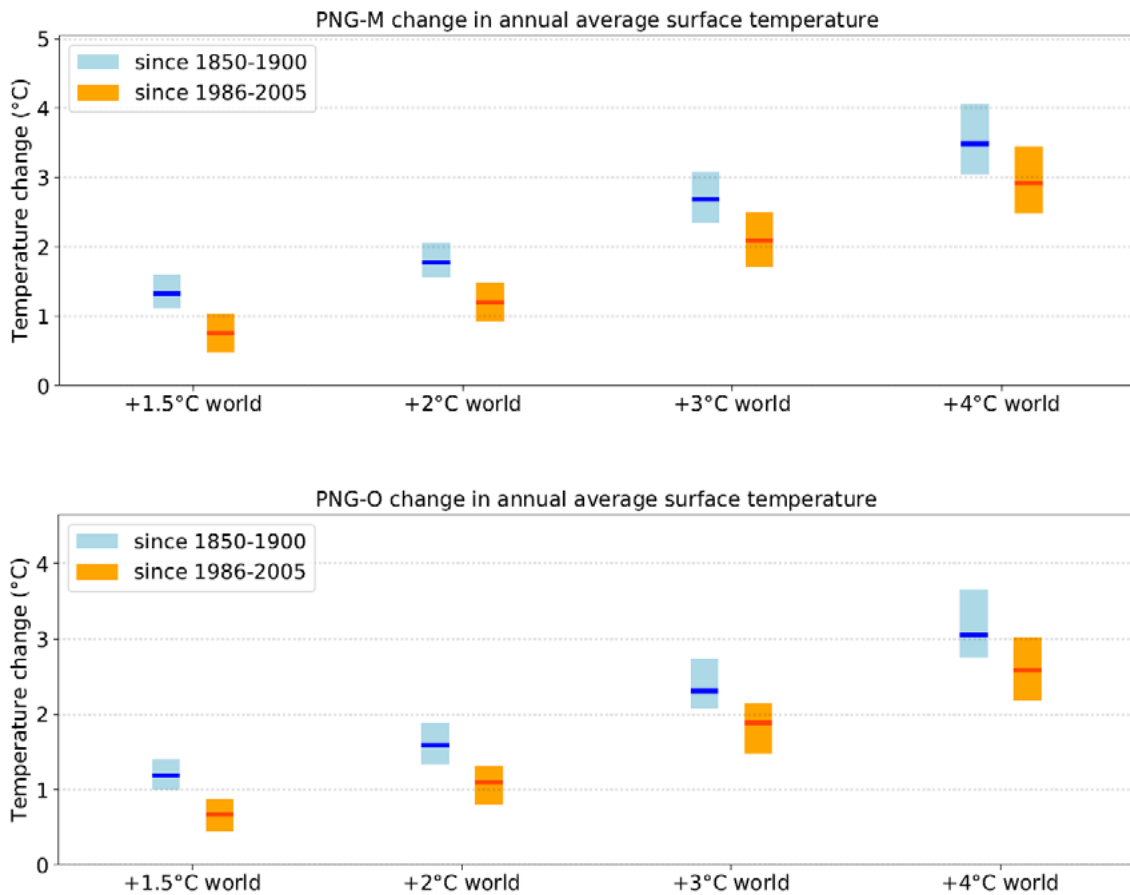 PNG-M change in annual average surface temperature
5
4
3
2
1
0
Temperature change (°C)
since 1850-1900
since 1986-2005
+1.5°C world
+2°C world
+3°C world
+4°C world
PNG-O change in annual average surface temperature
4
3
2
1
0
Temperature change (°C)
since 1850-1900
since 1986-2005
+1.5°C world
+2°C world
+3°C world
+4°C world